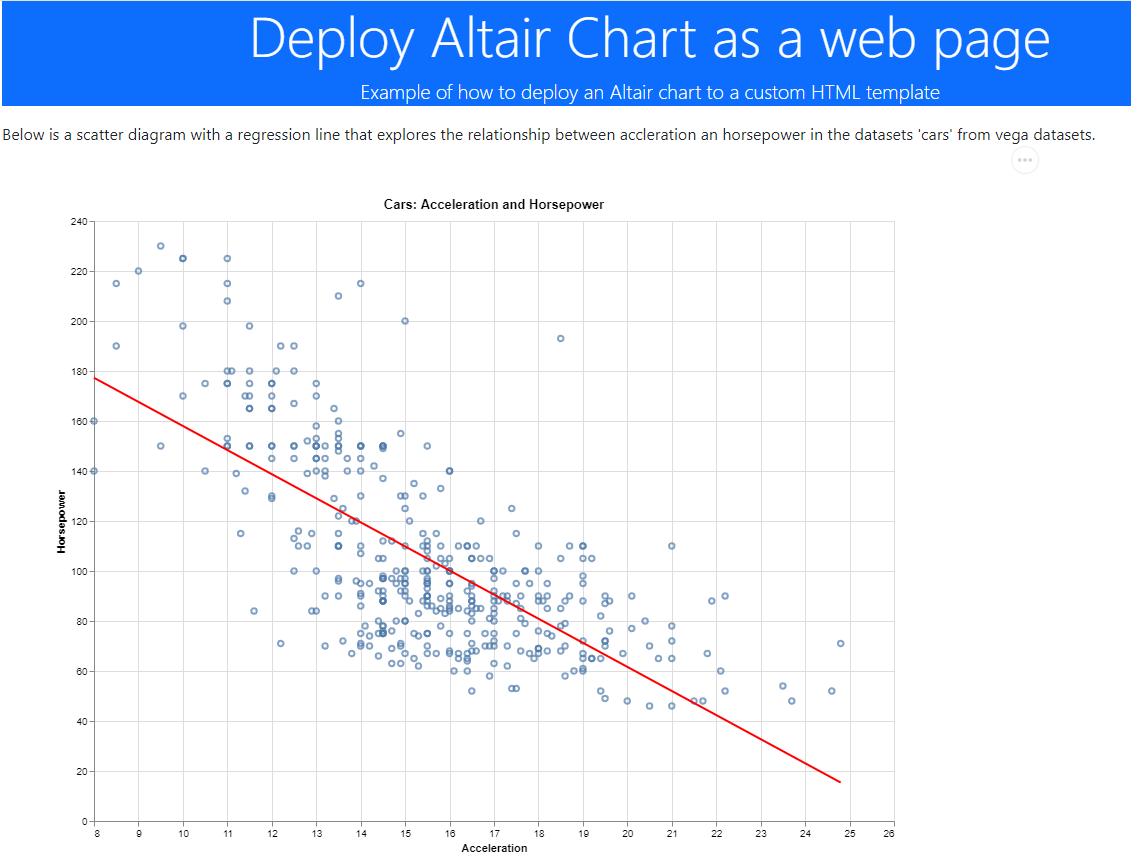 Deploy Altair Chart as a web page
Example of how to deploy an Altair chart to a custom HTML template
Below is a scatter diagram with a regression line that explores the relationship between accleration an horsepower in the datasets 'cars' from vega datasets.
Cars: Acceleration and Horsepower
240
220
200
180
160
140
120
100
80
60
40
20
0
Horsepower
8 9 10 11 12 13 14 15 16 17 18 19 20 21 22 23 24 25 26
Acceleration